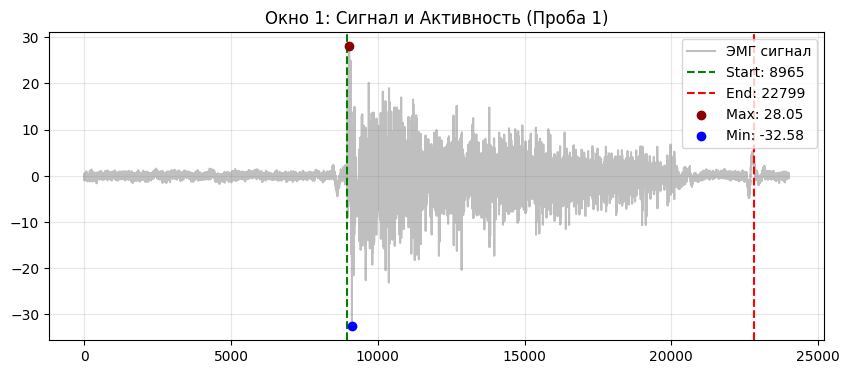 Окно 1: Сигнал и Активность (Проба 1)
30
20
10
0
−10
−20
−30
ЭМГ сигнал
Start: 8965
End: 22799
Max: 28.05
Min: -32.58
0
5000
10000
15000
20000
25000